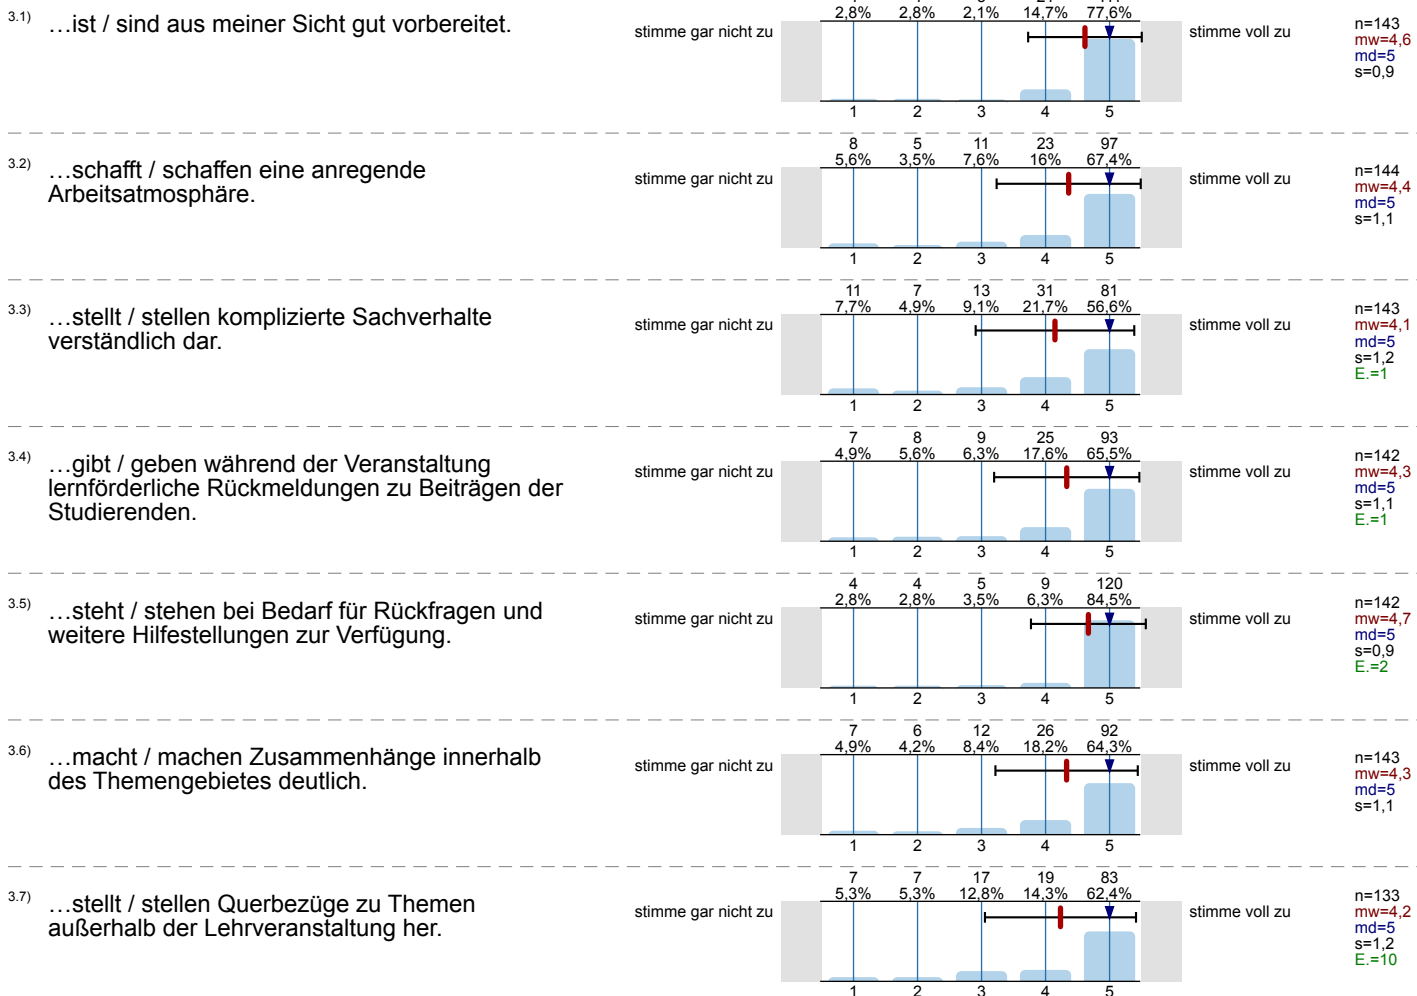 2,8% 2,8% 2,1% 14,7% 77,6%
3.1) …ist / sind aus meiner Sicht gut vorbereitet.
stimme gar nicht zu
stimme voll zu
n=143
mw=4,6
md=5
s=0,9
1 2 3 4 5
8 5 11 23 97
5,6% 3,5% 7,6% 16% 67,4%
3.2) …schafft / schaffen eine anregende
Arbeitsatmosphäre.
stimme gar nicht zu
stimme voll zu
n=144
mw=4,4
md=5
s=1,1
1 2 3 4 5
11 7 13 31 81
7,7% 4,9% 9,1% 21,7% 56,6%
3.3) …stellt / stellen komplizierte Sachverhalte
verständlich dar.
stimme gar nicht zu
stimme voll zu
n=143
mw=4,1
md=5
s=1,2
E.=1
1 2 3 4 5
7 8 9 25 93
4,9% 5,6% 6,3% 17,6% 65,5%
3.4) …gibt / geben während der Veranstaltung
lernförderliche Rückmeldungen zu Beiträgen der
Studierenden.
stimme gar nicht zu
stimme voll zu
n=142
mw=4,3
md=5
s=1,1
E.=1
1 2 3 4 5
4 4 5 9 120
2,8% 2,8% 3,5% 6,3% 84,5%
3.5) …steht / stehen bei Bedarf für Rückfragen und
weitere Hilfestellungen zur Verfügung.
stimme gar nicht zu
stimme voll zu
n=142
mw=4,7
md=5
s=0,9
E.=2
1 2 3 4 5
7 6 12 26 92
4,9% 4,2% 8,4% 18,2% 64,3%
3.6) …macht / machen Zusammenhänge innerhalb
des Themengebietes deutlich.
stimme gar nicht zu
stimme voll zu
n=143
mw=4,3
md=5
s=1,1
1 2 3 4 5
7 7 17 19 83
5,3% 5,3% 12,8% 14,3% 62,4%
3.7) …stellt / stellen Querbezüge zu Themen
außerhalb der Lehrveranstaltung her.
stimme gar nicht zu
stimme voll zu
n=133
mw=4,2
md=5
s=1,2
E.=10
1 2 3 4 5